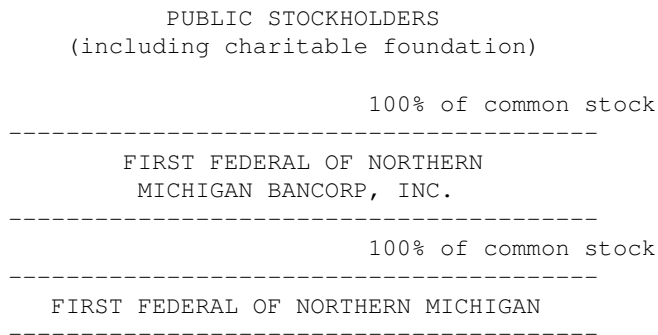 PUBLIC STOCKHOLDERS
(including charitable foundation)
100% of common stock
-----------------------------------------
FIRST FEDERAL OF NORTHERN
MICHIGAN BANCORP, INC.
-----------------------------------------
100% of common stock
-----------------------------------------
FIRST FEDERAL OF NORTHERN MICHIGAN
-----------------------------------------